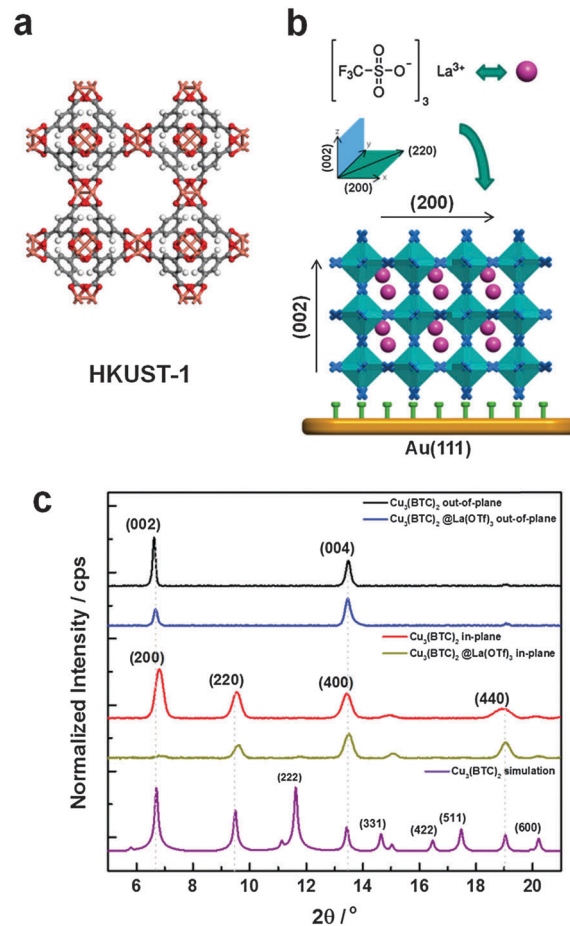 a
HKUST-1
b
F₃C-S-O⁻
O
O
3
La³⁺
(002)
z
y
x
(220)
(200)
(200)
(002)
Au(111)
c
Normalized Intensity / cps
Cu₃(BTC)₂ out-of-plane
Cu₃(BTC)₂ @La(OTf)₃ out-of-plane
(002)
(004)
Cu₃(BTC)₂ in-plane
Cu₃(BTC)₂ @La(OTf)₃ in-plane
(200)
(220)
(400)
(440)
Cu₃(BTC)₂ simulation
(222)
(331)
(422)
(511)
(600)
6 8 10 12 14 16 18 20
2θ / °